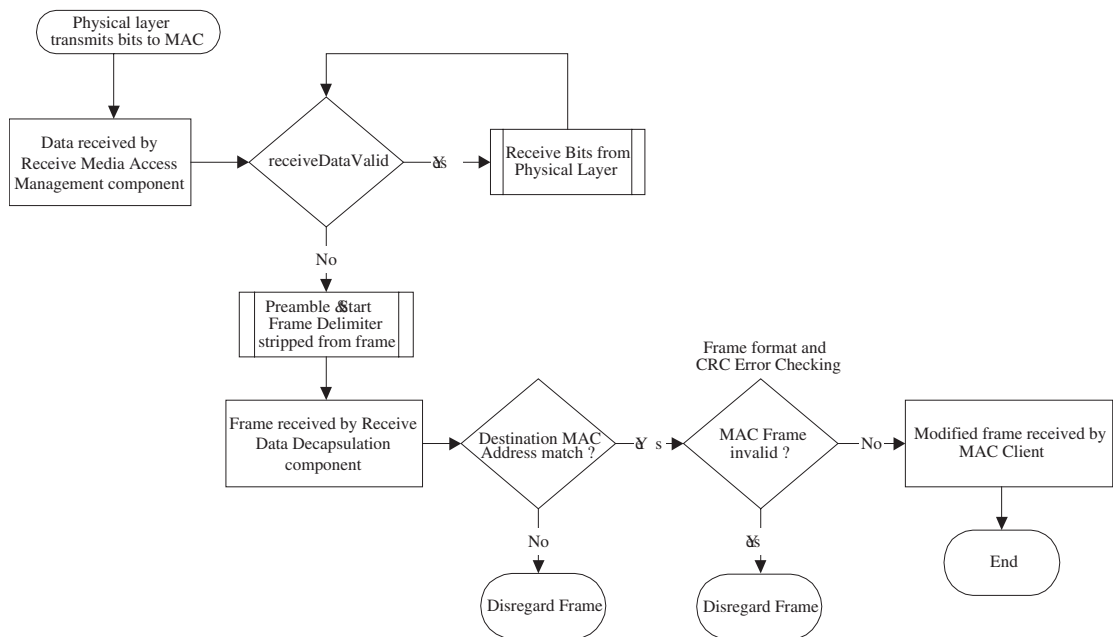 Physical layer
transmits bits to MAC
Data received by
Receive Media Access
Management component
receiveDataValid
Receive Bits from
Physical Layer
No
Preamble & Start
Frame Delimiter
stripped from frame
Frame received by Receive
Data Decapsulation
component
Destination MAC
Address match ?
Frame format and
CRC Error Checking
MAC Frame
invalid ?
No
Modified frame received by
MAC Client
No
Disregard Frame
Disregard Frame
End